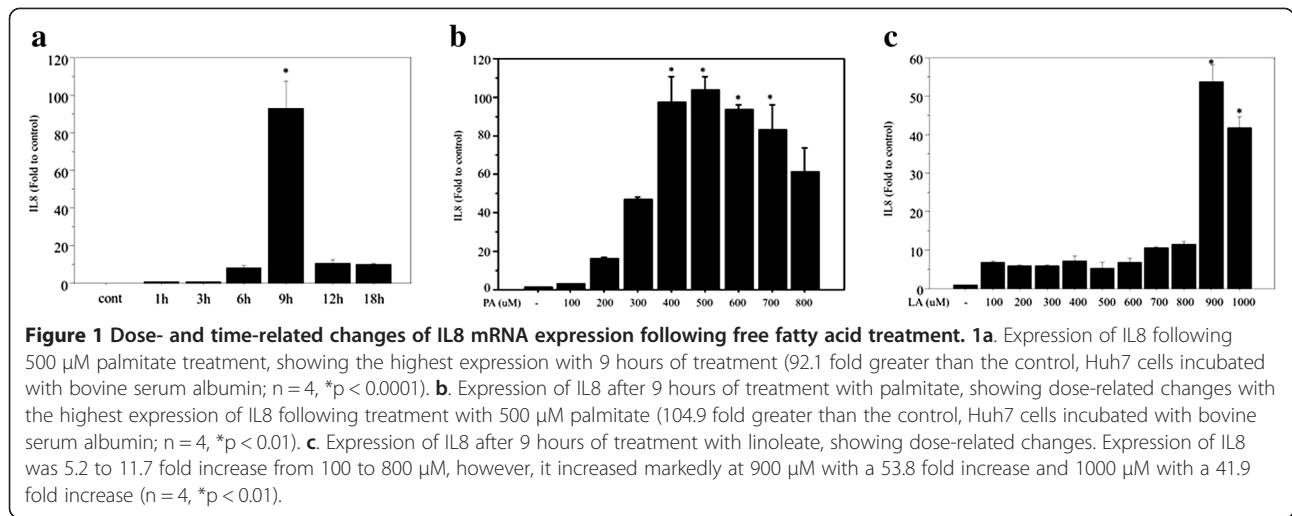 a
b
c
120
100
80
60
40
20
0
IL8 (Fold to control)
*
cont 1h 3h 6h 9h 12h 18h
120
100
80
60
40
20
0
IL8 (Fold to control)
* * * *
PA (uM) - 100 200 300 400 500 600 700 800
60
50
40
30
20
10
0
IL8 (Fold to control)
* *
LA (uM) - 100 200 300 400 500 600 700 800 900 1000
Figure 1 Dose- and time-related changes of IL8 mRNA expression following free fatty acid treatment. 1a. Expression of IL8 following
500 μM palmitate treatment, showing the highest expression with 9 hours of treatment (92.1 fold greater than the control, Huh7 cells incubated
with bovine serum albumin; n = 4, *p < 0.0001). b. Expression of IL8 after 9 hours of treatment with palmitate, showing dose-related changes with
the highest expression of IL8 following treatment with 500 μM palmitate (104.9 fold greater than the control, Huh7 cells incubated with bovine
serum albumin; n = 4, *p < 0.01). c. Expression of IL8 after 9 hours of treatment with linoleate, showing dose-related changes. Expression of IL8
was 5.2 to 11.7 fold increase from 100 to 800 μM, however, it increased markedly at 900 μM with a 53.8 fold increase and 1000 μM with a 41.9
fold increase (n = 4, *p < 0.01).